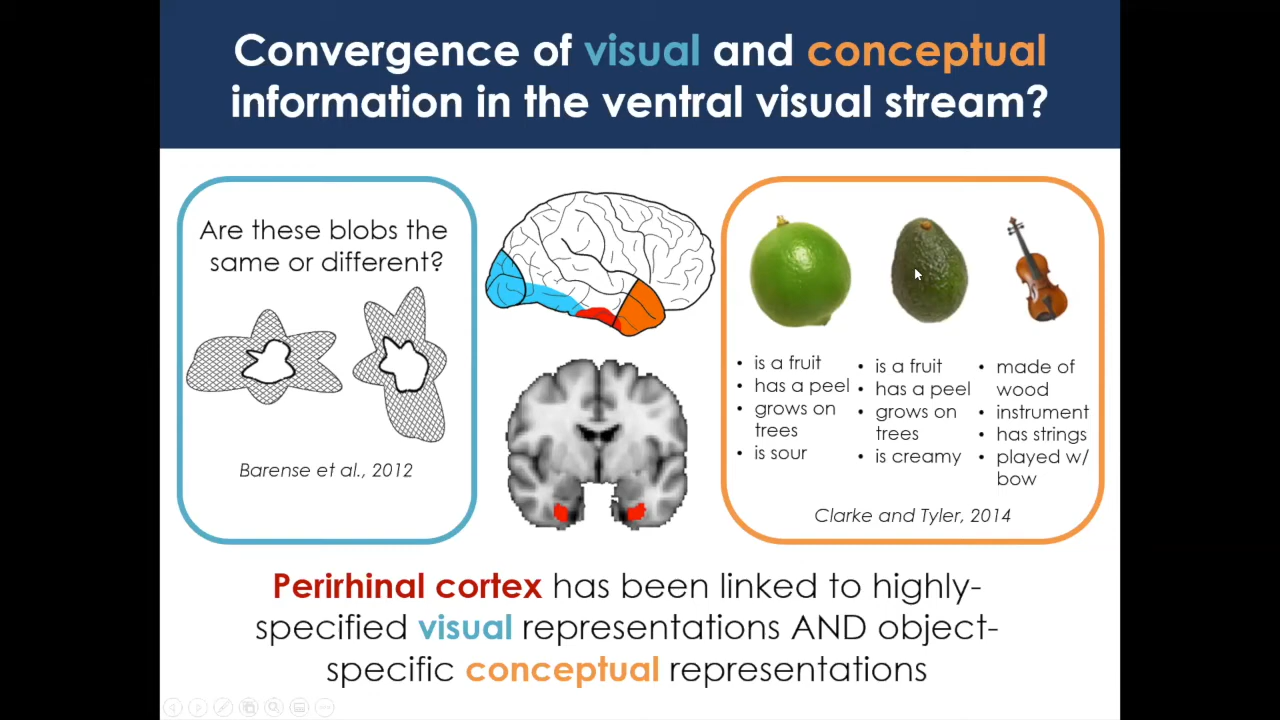 Convergence of visual and conceptual
information in the ventral visual stream?
Are these blobs the
same or different?
Barense et al., 2012
• is a fruit
• has a peel
• grows on
trees
• is sour
• is a fruit
• has a peel
• grows on
trees
• is creamy
• made of
wood
• instrument
• has strings
• played w/
bow
Clarke and Tyler, 2014
Perirhinal cortex has been linked to highly-
specified visual representations AND object-
specific conceptual representations